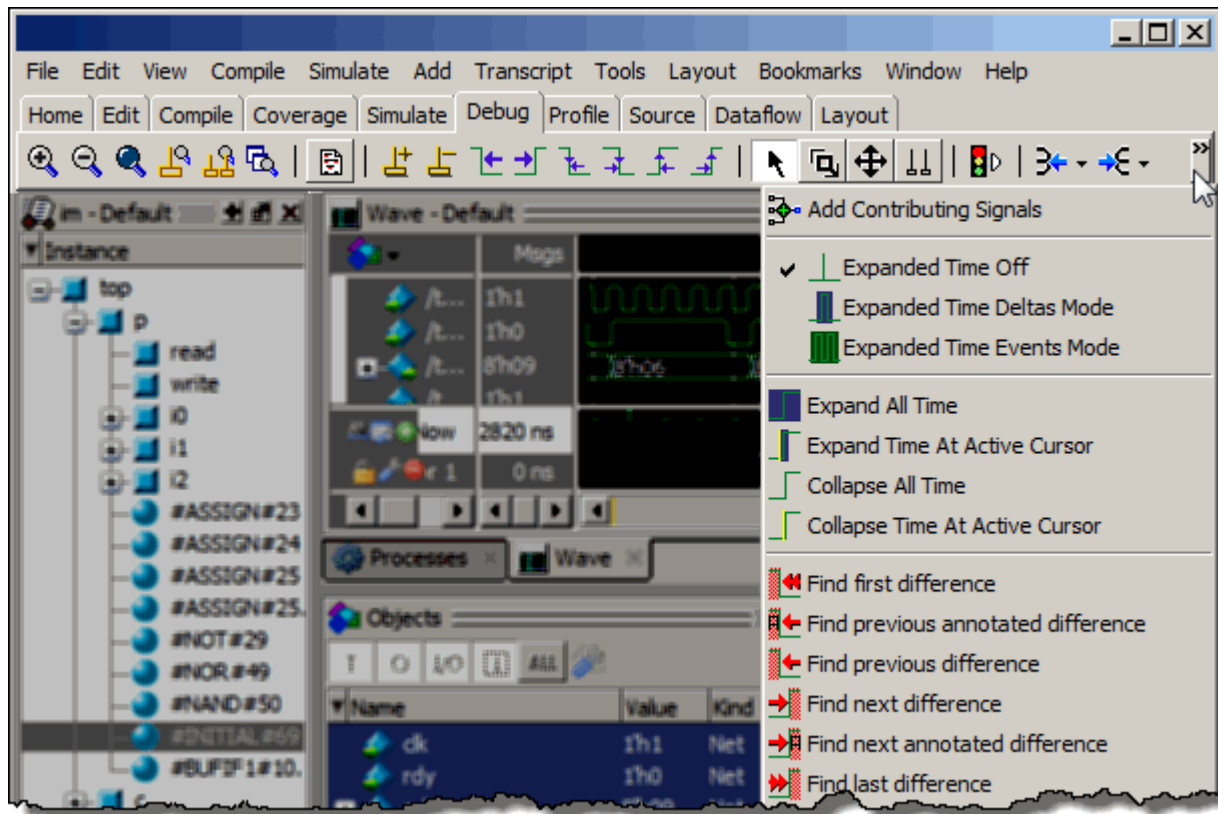 File Edit View Compile Simulate Add Transcript Tools Layout Bookmarks Window Help
Home Edit Compile Coverage Simulate Debug Profile Source Dataflow Layout
im - Default
Instance
top
p
read
write
i0
i1
i2
#ASSIGN#23
#ASSIGN#24
#ASSIGN#25
#ASSIGN#25.
#NOT#29
#NOR#49
#NAND#50
#INITIAL#69
#BUFIF1#10.
Wave - Default
Msgs
/t... 1'h1
/t... 1'h0
/t... 8'h09 8'h06
Now 2820 ns
r 1 0 ns
Processes Wave
Objects
Name Value Kind
clk 1'h1 Net
rdy 1'h0 Net
Add Contributing Signals
Expanded Time Off
Expanded Time Deltas Mode
Expanded Time Events Mode
Expand All Time
Expand Time At Active Cursor
Collapse All Time
Collapse Time At Active Cursor
Find first difference
Find previous annotated difference
Find previous difference
Find next difference
Find next annotated difference
Find last difference